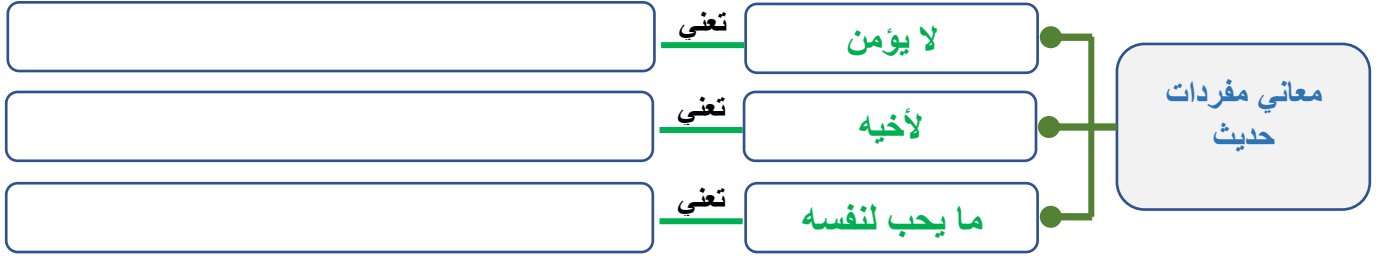 معاني مفردات
حديث
لا يؤمن
تعني
لأخيه
تعني
ما يحب لنفسه
تعني